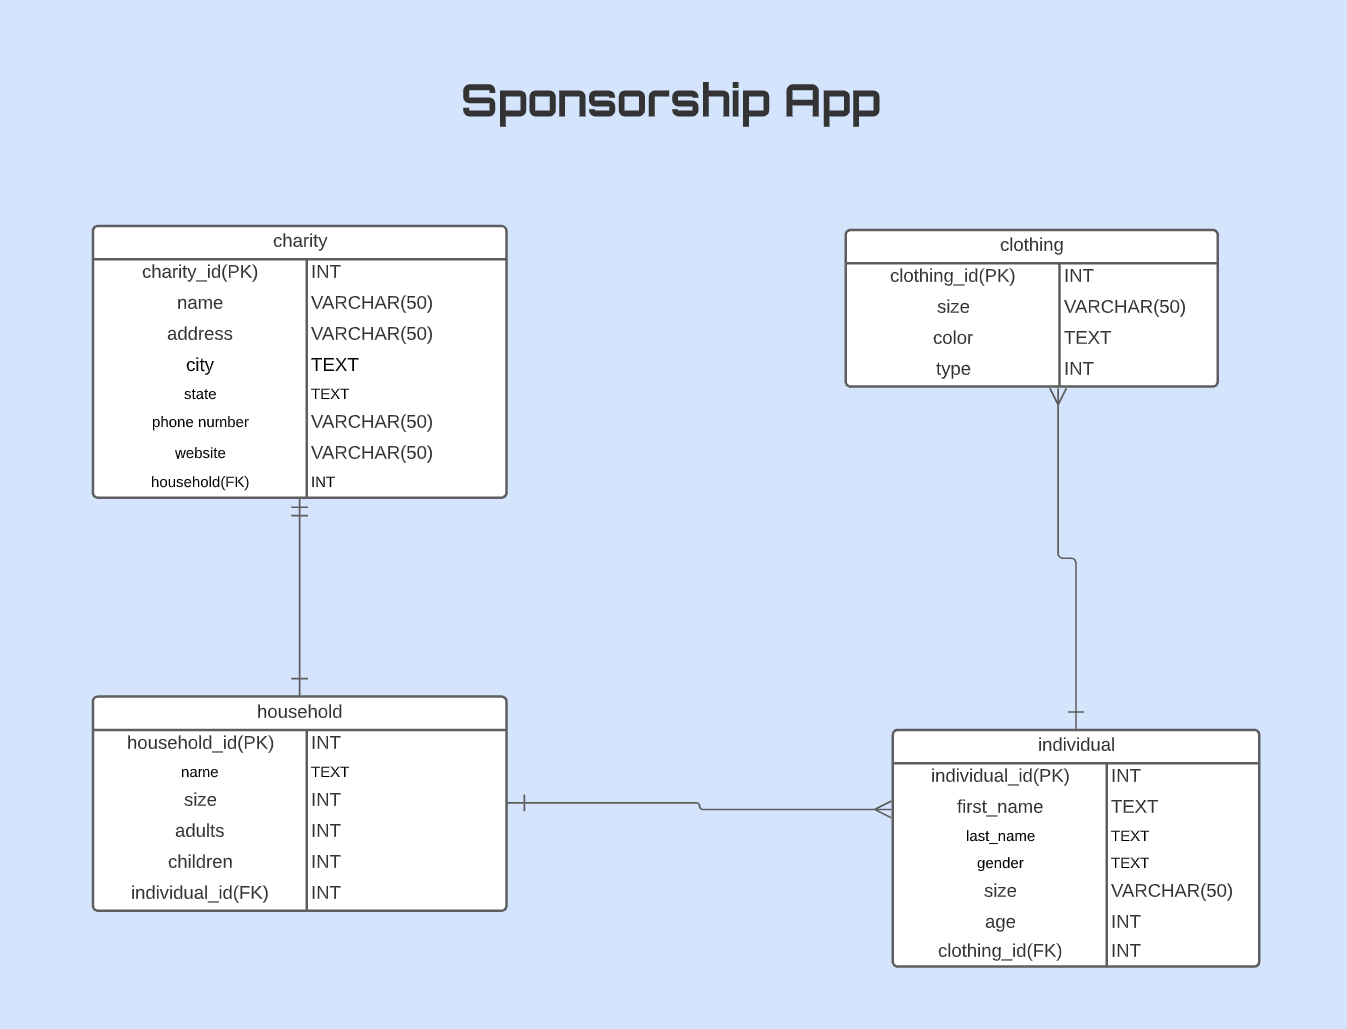 Sponsorship App
charity
charity_id(PK) INT
name VARCHAR(50)
address VARCHAR(50)
city TEXT
state TEXT
phone number VARCHAR(50)
website VARCHAR(50)
household(FK) INT
clothing
clothing_id(PK) INT
size VARCHAR(50)
color TEXT
type INT
household
household_id(PK) INT
name TEXT
size INT
adults INT
children INT
individual_id(FK) INT
individual
individual_id(PK) INT
first_name TEXT
last_name TEXT
gender TEXT
size VARCHAR(50)
age INT
clothing_id(FK) INT